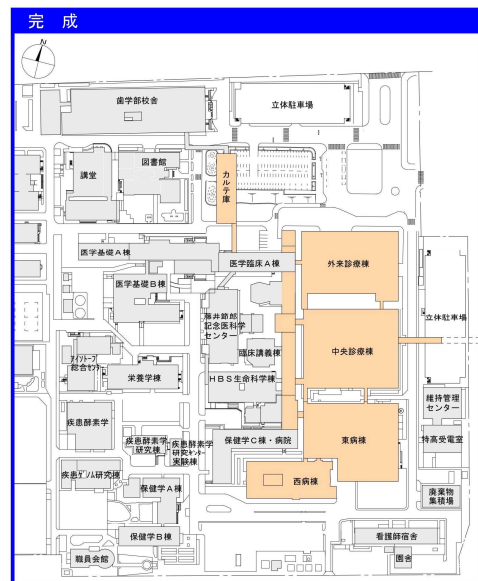 完成
N
歯学部校舎
立体駐車場
図書館
講堂
カルテ庫
医学基礎A棟
医学臨床A棟
外来診療棟
医学基礎B棟
藤井節郎
記念医科学
センター
立体駐車場
臨床講義棟
中央診療棟
アイソトープ
総合センター
栄養学棟
HBS生命科学棟
維持管理
センター
疾患酵素学
疾患酵素学
研究棟
疾患酵素学
研究センター
実験棟
保健学C棟・病院
東病棟
特高受電室
疾患ゲノム研究棟
保健学A棟
西病棟
廃棄物
集積場
保健学B棟
看護師宿舎
職員会館
園舎